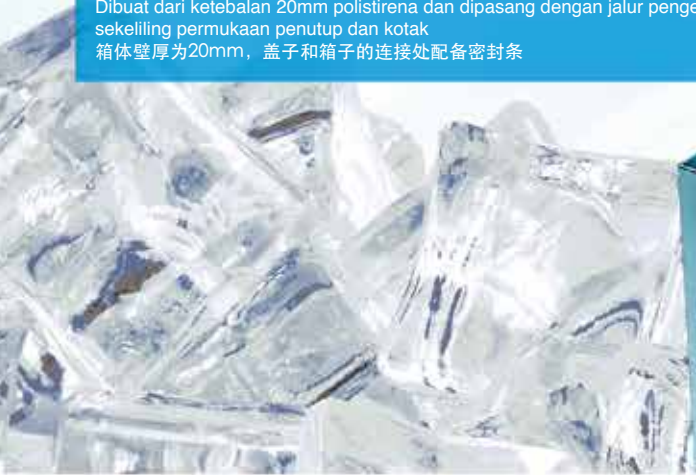 Dibuat dari ketebalan 20mm polistirena dan dipasang dengan jalur
sekeliling permukaan penutup dan kotak
箱体壁厚为20mm，盖子和箱子的连接处配备密封条